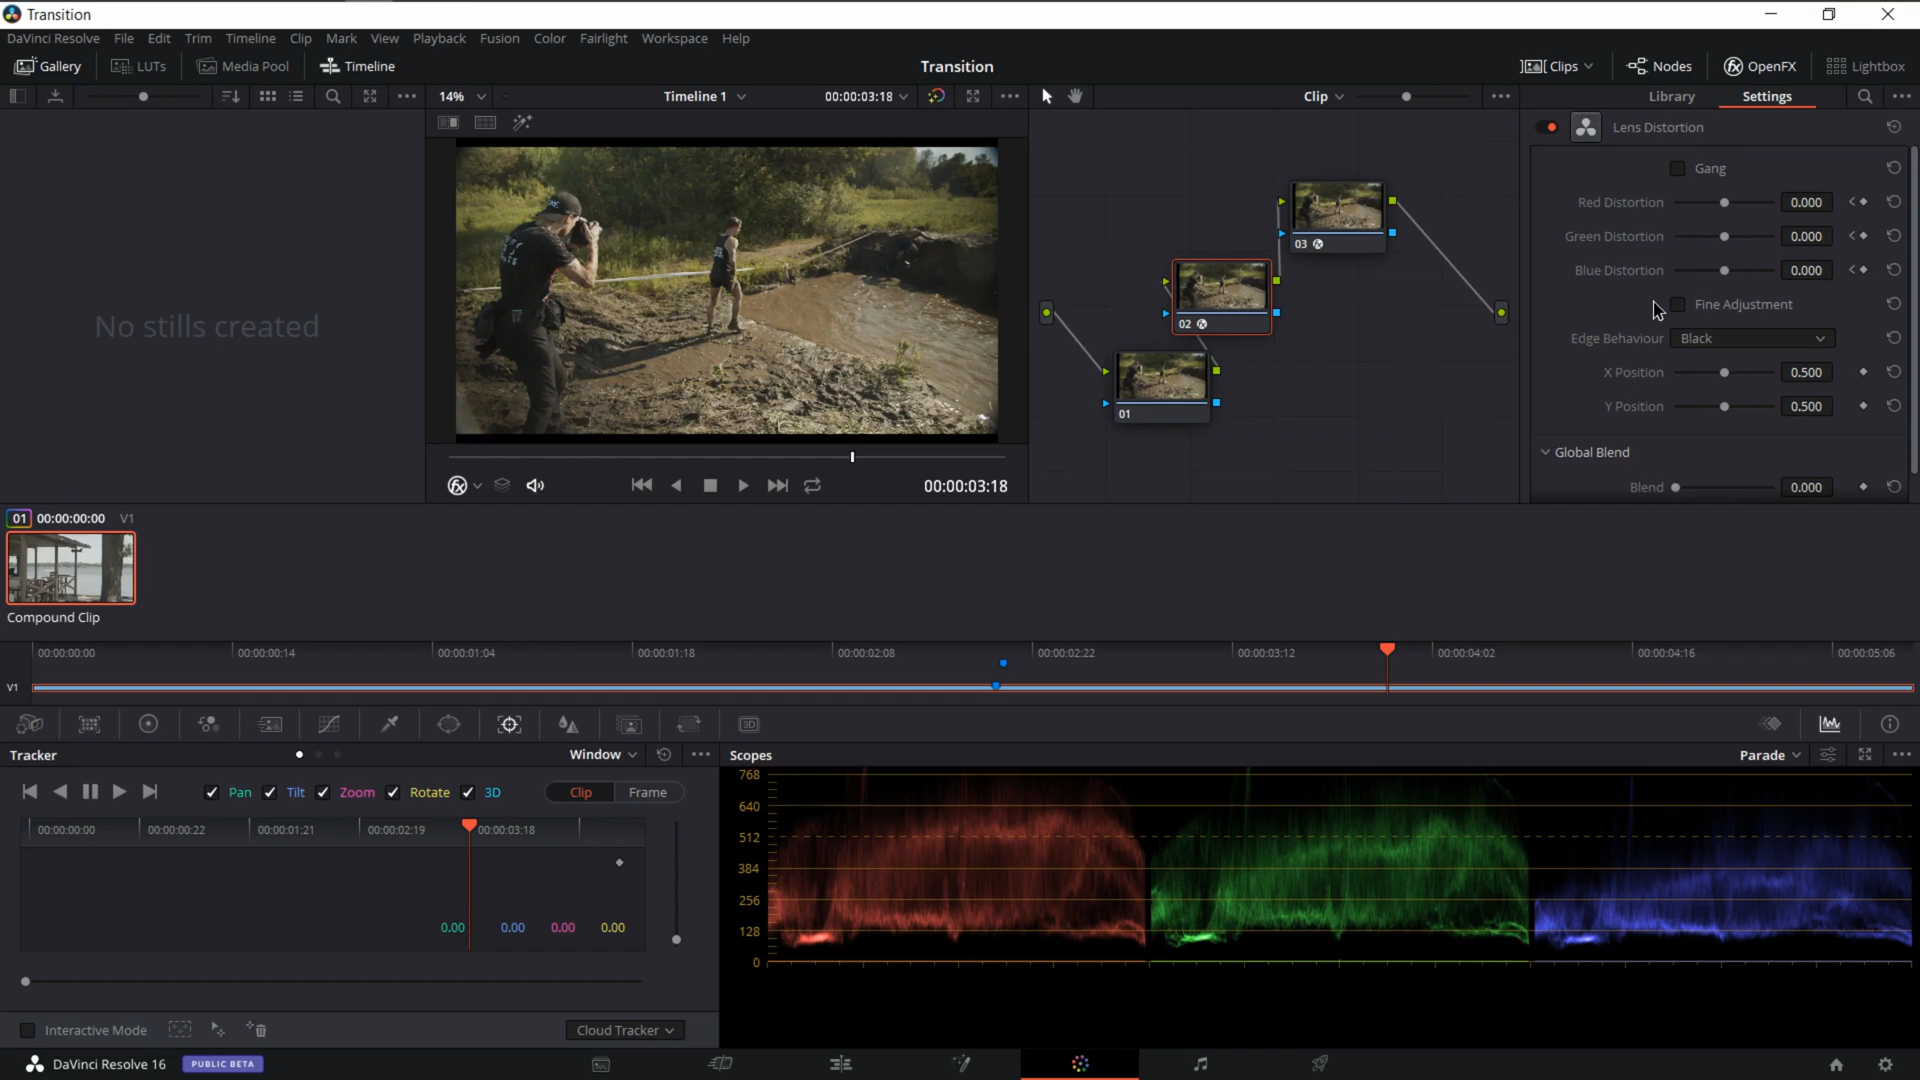 Transition
DaVinci Resolve File Edit Trim Timeline Clip Mark View Playback Fusion Color Fairlight Workspace Help
Gallery LUTs Media Pool Timeline Transition Clips Nodes OpenFX Lightbox
14% Timeline 1 00:00:03:18 Clip Library Settings
Lens Distortion
Gang
Red Distortion 0.000
Green Distortion 0.000
Blue Distortion 0.000
Fine Adjustment
Edge Behaviour Black
X Position 0.500
Y Position 0.500
Global Blend
Blend 0.000
No stills created
03
02
01
00:00:03:18
01 00:00:00:00 V1
Compound Clip
00:00:00:00 00:00:00:14 00:00:01:04 00:00:01:18 00:00:02:08 00:00:02:22 00:00:03:12 00:00:04:02 00:00:04:16 00:00:05:06
V1
3D
Tracker Window Scopes Parade
Pan Tilt Zoom Rotate 3D Clip Frame
00:00:00:00 00:00:00:22 00:00:01:21 00:00:02:19 00:00:03:18
0.00 0.00 0.00 0.00
768
640
512
384
256
128
0
Interactive Mode Cloud Tracker
DaVinci Resolve 16 PUBLIC BETA